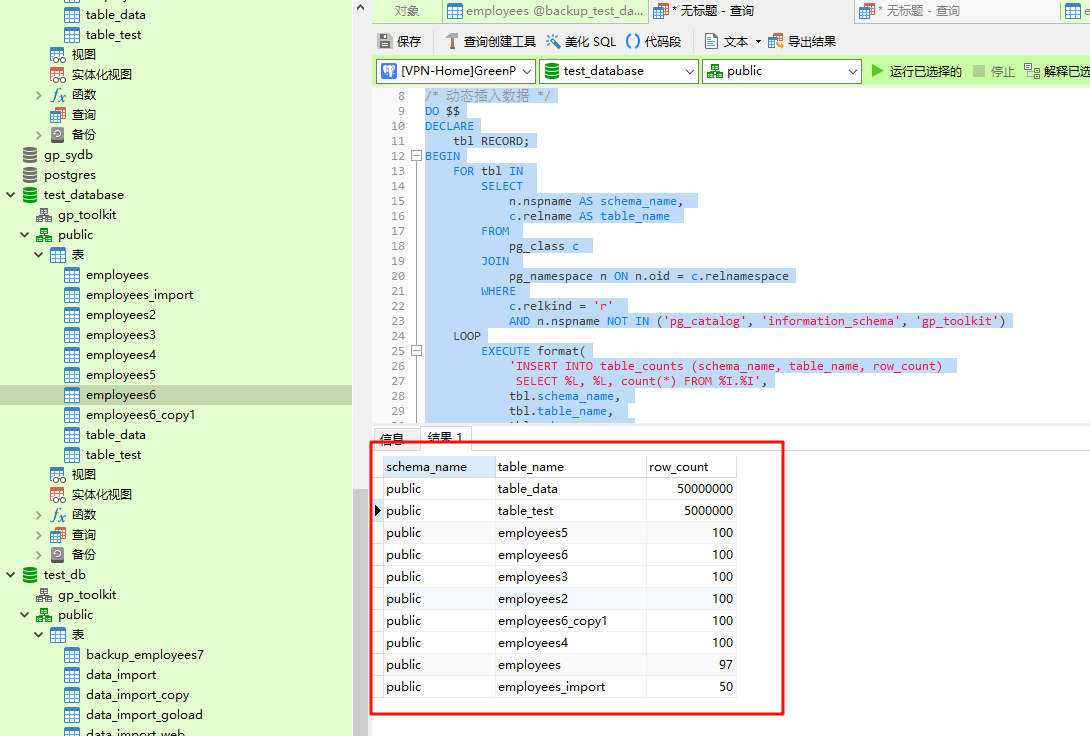 table_data
table_test
视图
实体化视图
函数
查询
备份
gp_sydb
postgres
test_database
gp_toolkit
public
表
employees
employees_import
employees2
employees3
employees4
employees5
employees6
employees6_copy1
table_data
table_test
视图
实体化视图
函数
查询
备份
test_db
gp_toolkit
public
表
backup_employees7
data_import
data_import_copy
data_import_goload
data_import_web
对象 employees @backup_test_da... * 无标题 - 查询 * 无标题 - 查询
保存 查询创建工具 美化 SQL () 代码段 文本 导出结果
[VPN-Home]GreenP test_database public 运行已选择的 停止 解释已选
8 /* 动态插入数据 */
9 DO $$
10 DECLARE
11 tbl RECORD;
12 BEGIN
13 FOR tbl IN
14 SELECT
15 n.nspname AS schema_name,
16 c.relname AS table_name
17 FROM
18 pg_class c
19 JOIN
20 pg_namespace n ON n.oid = c.relnamespace
21 WHERE
22 c.relkind = 'r'
23 AND n.nspname NOT IN ('pg_catalog', 'information_schema', 'gp_toolkit')
24 LOOP
25 EXECUTE format(
26 'INSERT INTO table_counts (schema_name, table_name, row_count)
27 SELECT %L, %L, count(*) FROM %I.%I',
28 tbl.schema_name,
29 tbl.table_name,
信息 结果 1
schema_name table_name row_count
public table_data 50000000
public table_test 5000000
public employees5 100
public employees6 100
public employees3 100
public employees2 100
public employees6_copy1 100
public employees4 100
public employees 97
public employees_import 50